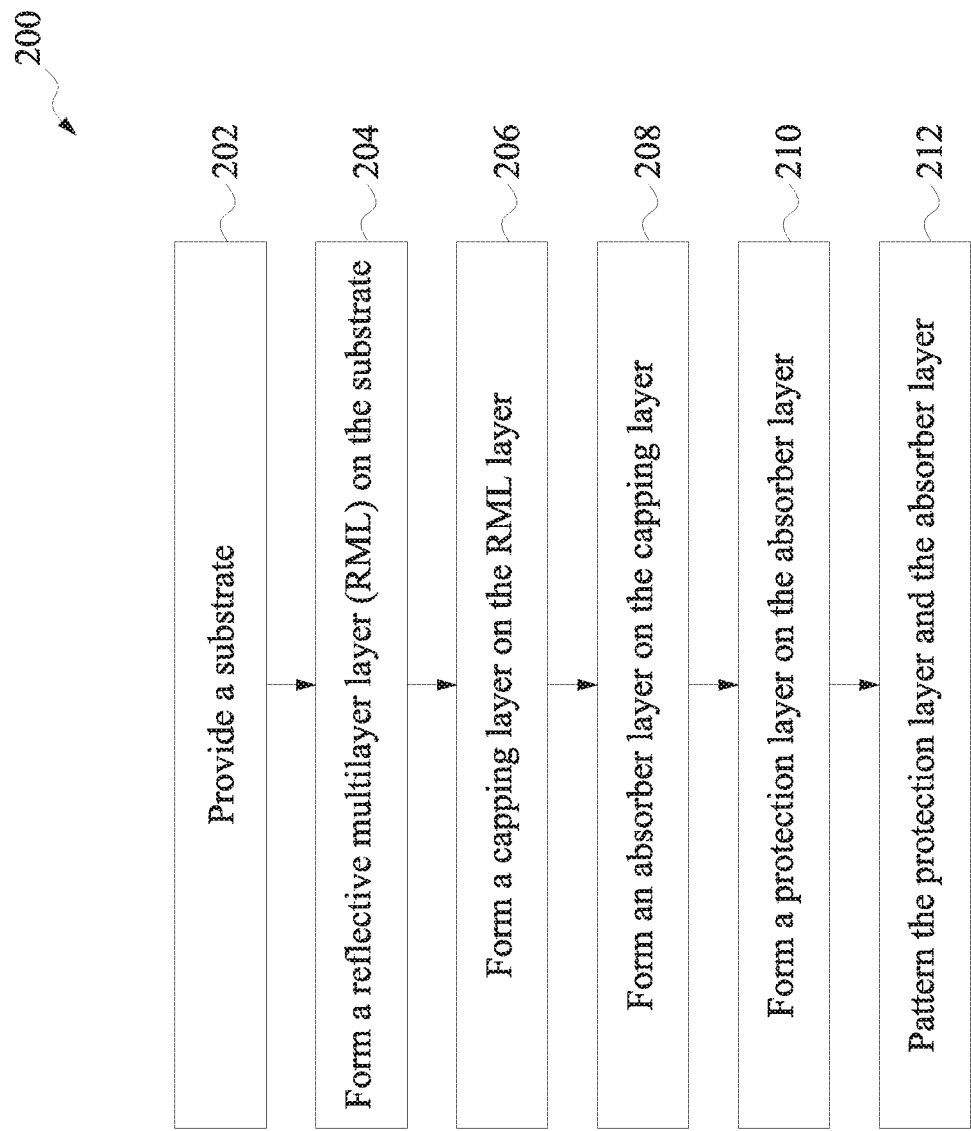 200
Provide a substrate
202
Form a reflective multilayer layer (RML) on the substrate
204
Form a capping layer on the RML layer
206
Form an absorber layer on the capping layer
208
Form a protection layer on the absorber layer
210
Pattern the protection layer and the absorber layer
212